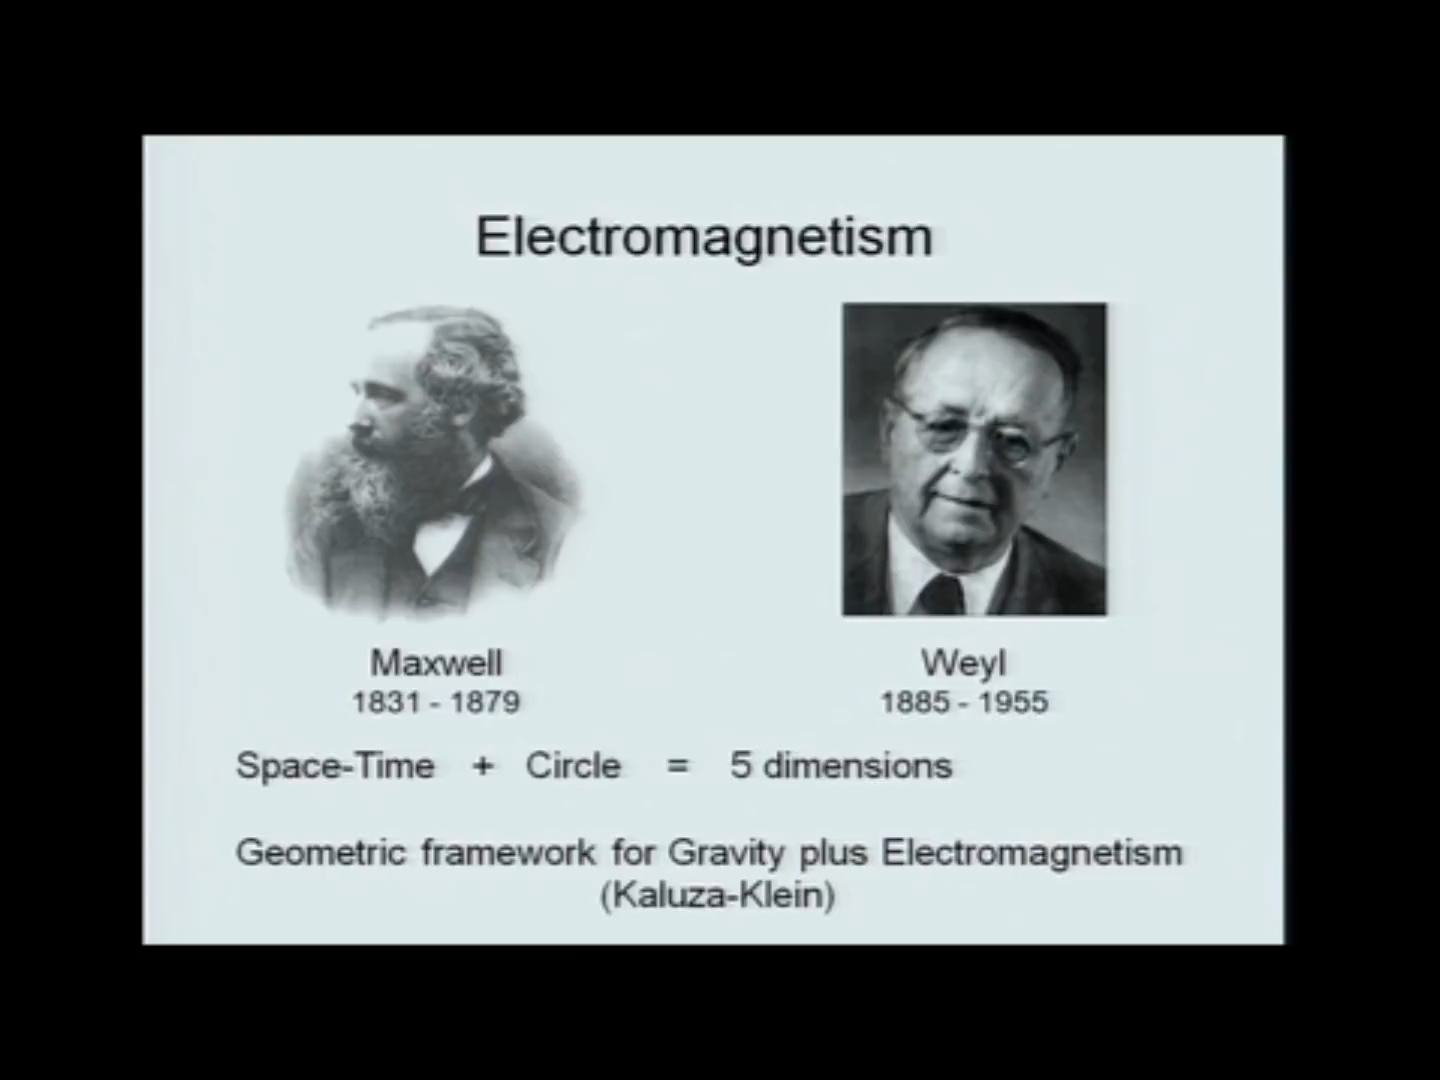 Electromagnetism
Maxwell
1831 - 1879
Weyl
1885 - 1955
Space-Time + Circle = 5 dimensions
Geometric framework for Gravity plus Electromagnetism
(Kaluza-Klein)